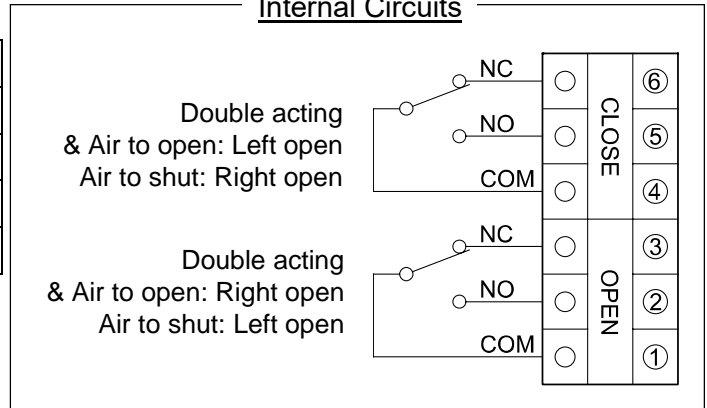 Internal Circuits
Double acting
& Air to open: Left open
Air to shut: Right open
NC
NO
COM
CLOSE
⑥
⑤
④
Double acting
& Air to open: Right open
Air to shut: Left open
NC
NO
COM
OPEN
③
②
①